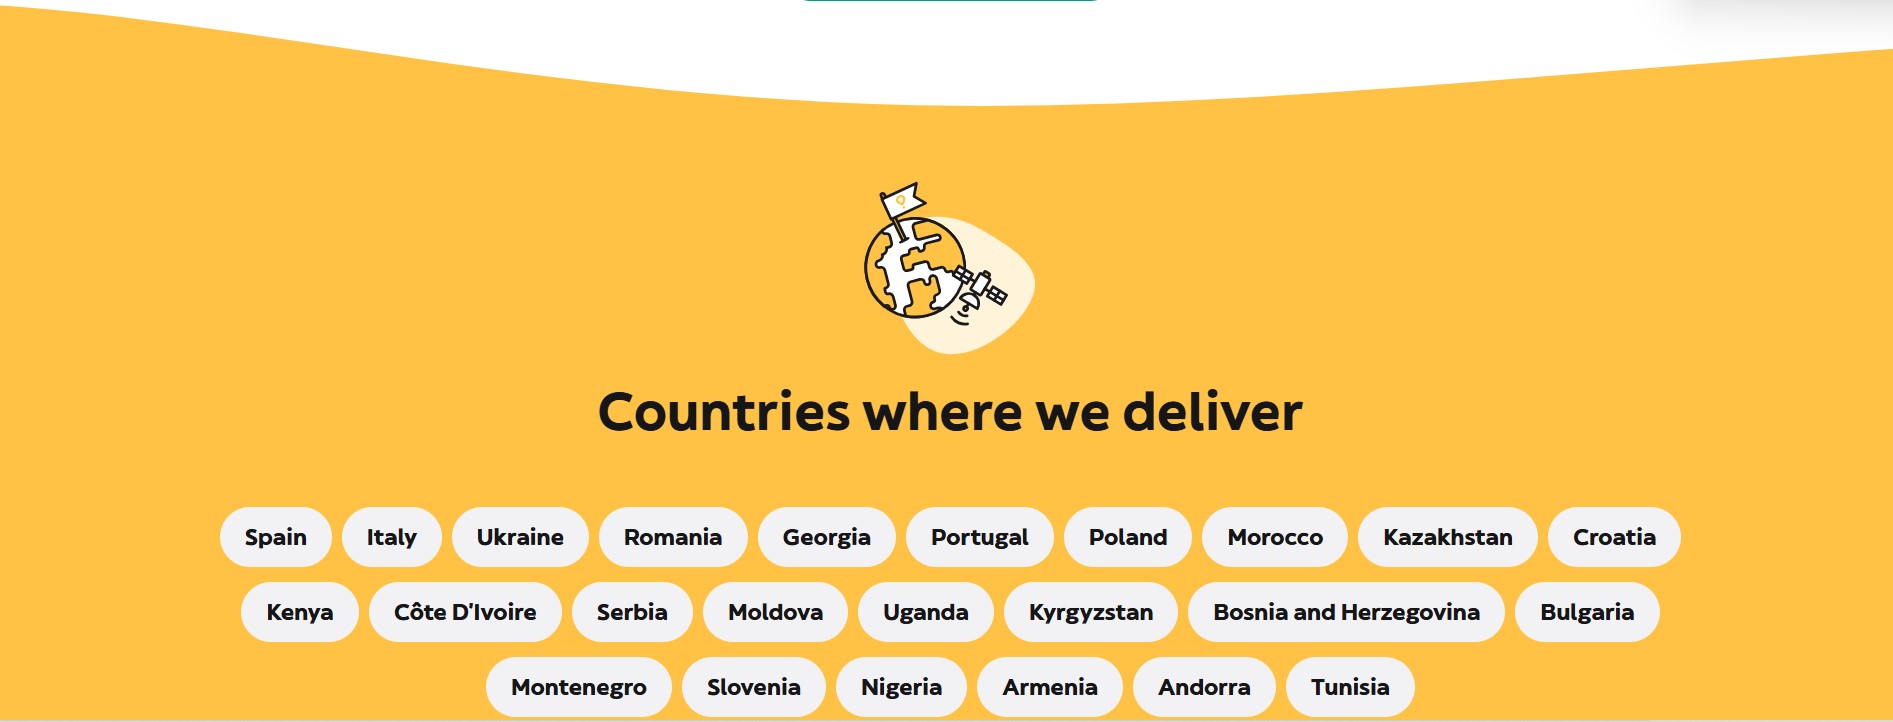 Countries where we deliver
Spain Italy Ukraine Romania Georgia Portugal Poland Morocco Kazakhstan Croatia
Kenya Côte D'Ivoire Serbia Moldova Uganda Kyrgyzstan Bosnia and Herzegovina Bulgaria
Montenegro Slovenia Nigeria Armenia Andorra Tunisia